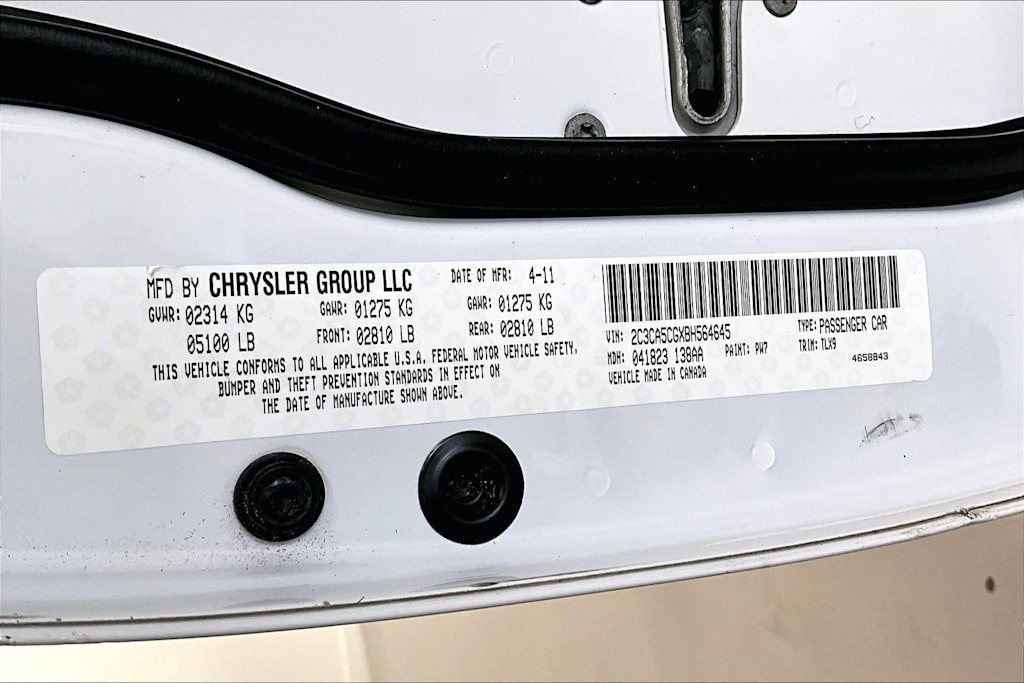 MFD BY CHRYSLER GROUP LLC DATE OF MFR: 4-11
GVWR: 02314 KG GAWR: 01275 KG GAWR: 01275 KG
05100 LB FRONT: 02810 LB REAR: 02810 LB
THIS VEHICLE CONFORMS TO ALL APPLICABLE U.S.A. FEDERAL MOTOR VEHICLE SAFETY,
BUMPER AND THEFT PREVENTION STANDARDS IN EFFECT ON
THE DATE OF MANUFACTURE SHOWN ABOVE.
VIN: 2C3CA5CGXBH564645 TYPE: PASSENGER CAR
MDH: 041823 138AA PAINT: PW7 TRIM: TLX9
VEHICLE MADE IN CANADA 4658843